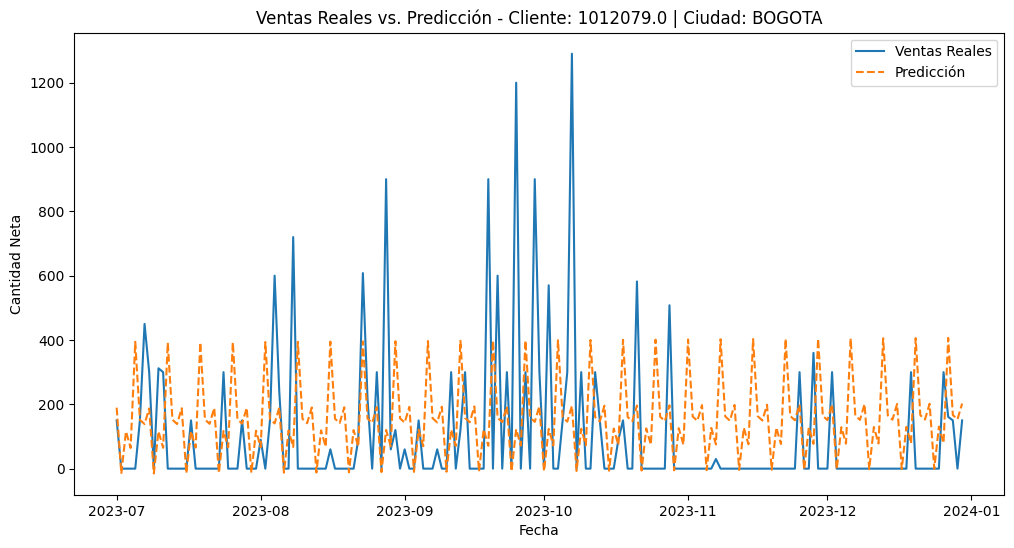 Ventas Reales vs. Predicción - Cliente: 1012079.0 | Ciudad: BOGOTA
Ventas Reales
Predicción
Cantidad Neta
1200
1000
800
600
400
200
0
2023-07
2023-08
2023-09
2023-10
2023-11
2023-12
2024-01
Fecha